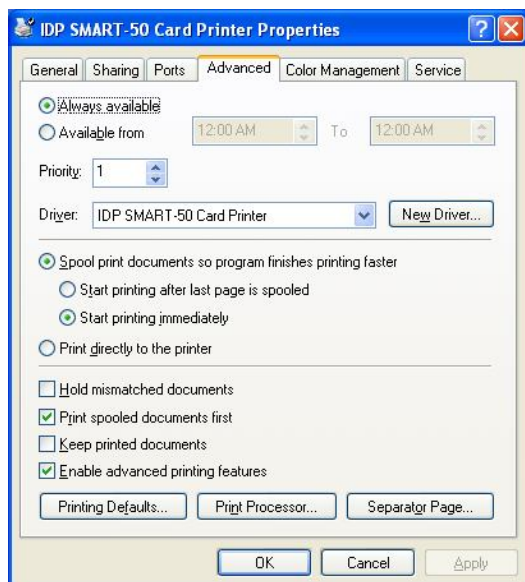 IDP SMART-50 Card Printer Properties
General Sharing Ports Advanced Color Management Service
Always available
Available from 12:00 AM To 12:00 AM
Priority: 1
Driver: IDP SMART-50 Card Printer New Driver...
Spool print documents so program finishes printing faster
Start printing after last page is spooled
Start printing immediately
Print directly to the printer
Hold mismatched documents
Print spooled documents first
Keep printed documents
Enable advanced printing features
Printing Defaults... Print Processor... Separator Page...
OK Cancel Apply